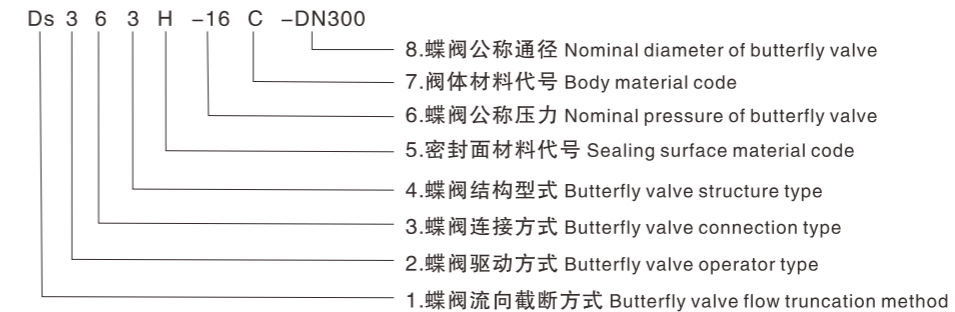 Ds 3 6 3 H -16 C -DN300
8.蝶阀公称通径 Nominal diameter of butterfly valve
7.阀体材料代号 Body material code
6.蝶阀公称压力 Nominal pressure of butterfly valve
5.密封面材料代号 Sealing surface material code
4.蝶阀结构型式 Butterfly valve structure type
3.蝶阀连接方式 Butterfly valve connection type
2.蝶阀驱动方式 Butterfly valve operator type
1.蝶阀流向截断方式 Butterfly valve flow truncation method